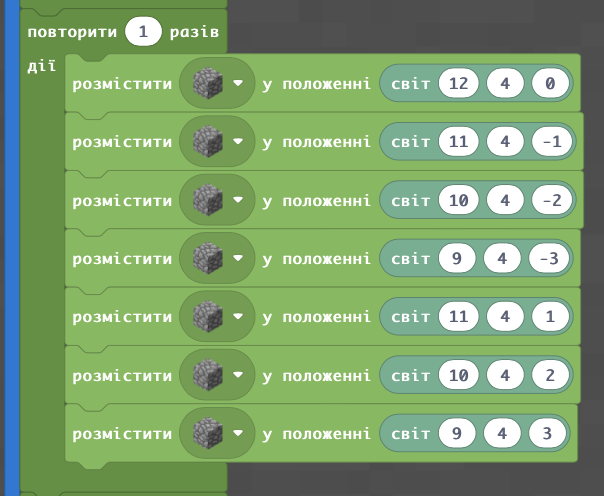 повторити 1 разів
дії
розмістити у положенні світ 12 4 0
розмістити у положенні світ 11 4 -1
розмістити у положенні світ 10 4 -2
розмістити у положенні світ 9 4 -3
розмістити у положенні світ 11 4 1
розмістити у положенні світ 10 4 2
розмістити у положенні світ 9 4 3